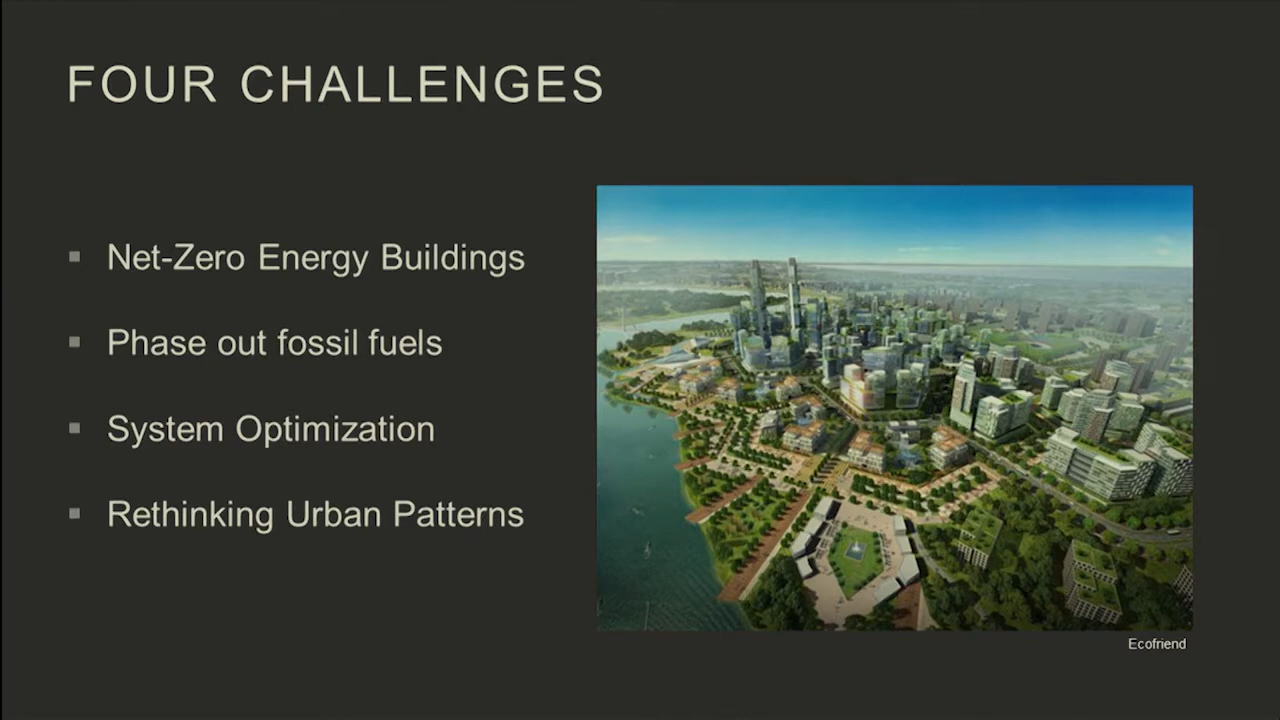 FOUR CHALLENGES
Net-Zero Energy Buildings
Phase out fossil fuels
System Optimization
Rethinking Urban Patterns
Ecofriend